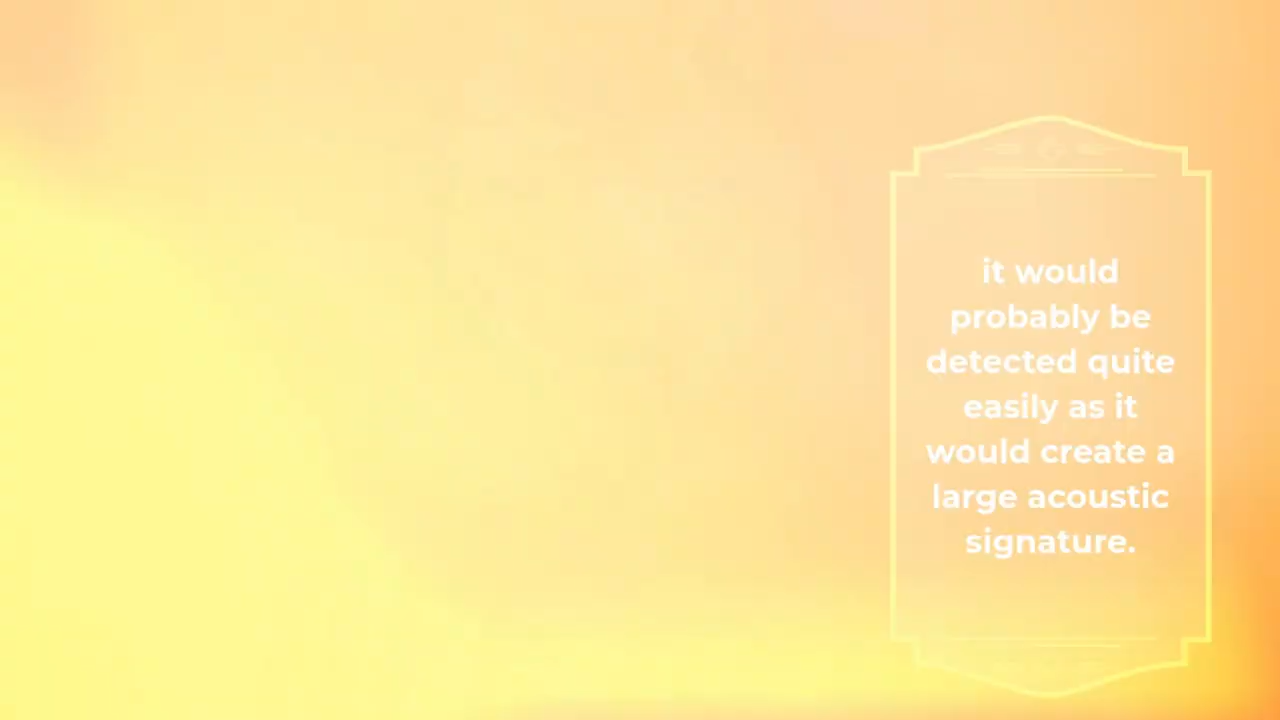 it would
probably be
detected quite
easily as it
would create a
large acoustic
signature.